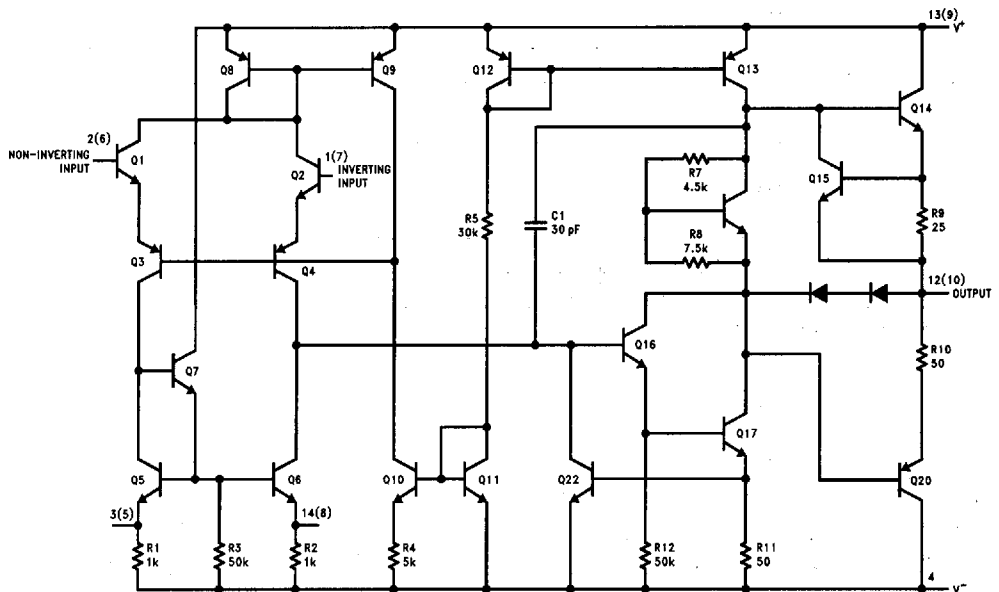 13(9)
V+
Q8
Q9
Q12
Q13
Q14
2(6)
NON-INVERTING
INPUT
Q1
1(7)
INVERTING
INPUT
Q2
R7
4.5k
Q15
R5
30k
C1
30 pF
R9
25
R8
7.5k
Q3
Q4
12(10)
OUTPUT
Q16
R10
50
Q7
Q17
Q5
Q6
Q10
Q11
Q22
Q20
3(5)
14(8)
R1
1k
R3
50k
R2
1k
R4
5k
R12
50k
R11
50
4
V-